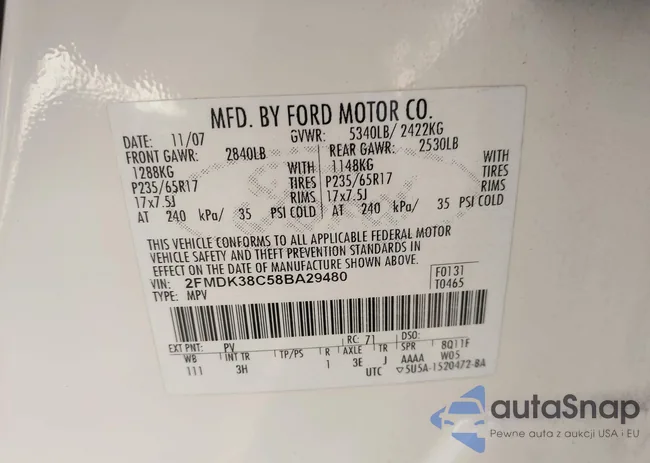 MFD. BY FORD MOTOR CO.
DATE: 11/07 GVWR: 5340LB/ 2422KG
FRONT GAWR: 2840LB REAR GAWR: 2530LB
1288KG WITH 1148KG WITH
P235/65R17 TIRES P235/65R17 TIRES
17x7.5J RIMS 17x7.5J RIMS
AT 240 kPa/ 35 PSI COLD AT 240 kPa/ 35 PSI COLD
THIS VEHICLE CONFORMS TO ALL APPLICABLE FEDERAL MOTOR
VEHICLE SAFETY AND THEFT PREVENTION STANDARDS IN
EFFECT ON THE DATE OF MANUFACTURE SHOWN ABOVE.
VIN: 2FMDK38C58BA29480 F0131
TYPE: MPV T0465
EXT PNT: PV RC: 71 DSO:
WB INT TR TP/PS R AXLE TR SPR 8Q11F
111 3H 1 3E J AAAA W05
UTC ▽5U5A-1520472-BA
autaSnap
Pewne auta z aukcji USA i EU